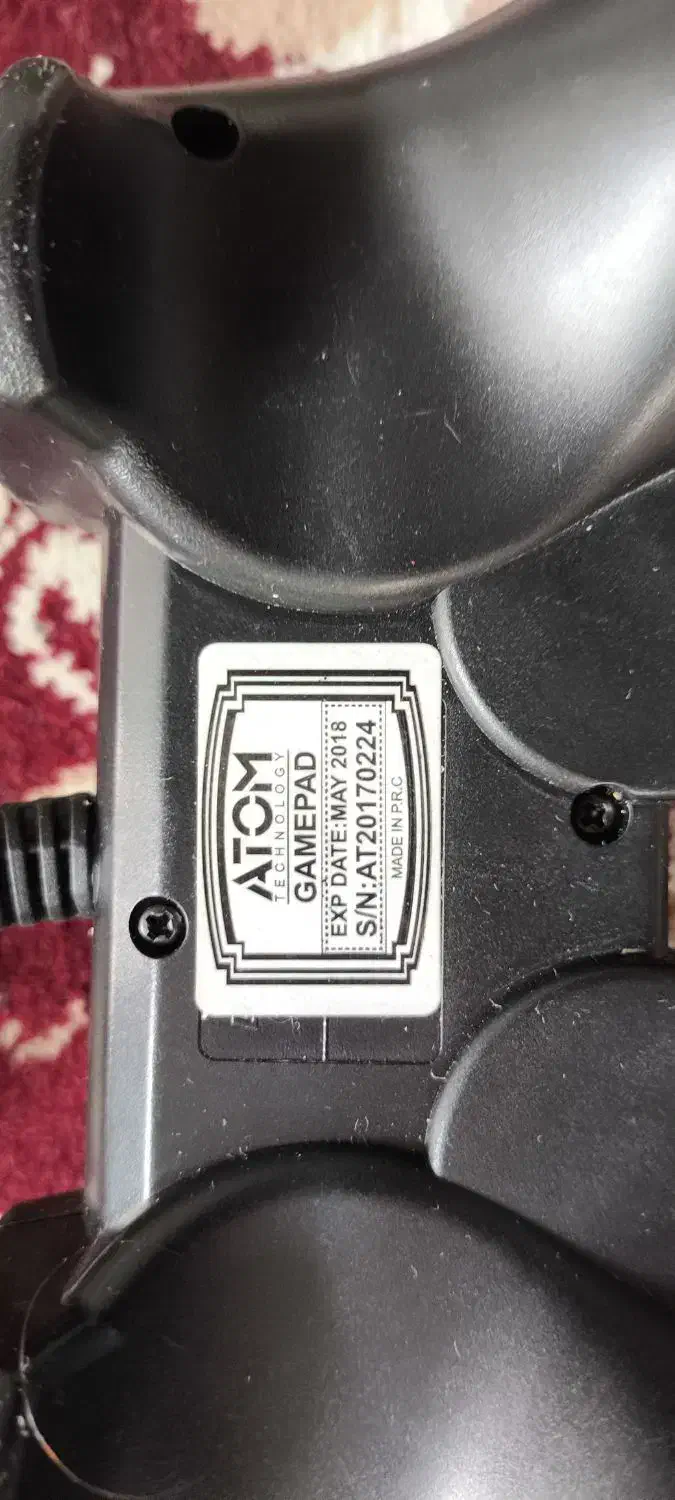 ATOM
TECHNOLOGY
GAMEPAD
EXP DATE:MAY 2018
S/N:AT20170224
MADE IN P.R.C